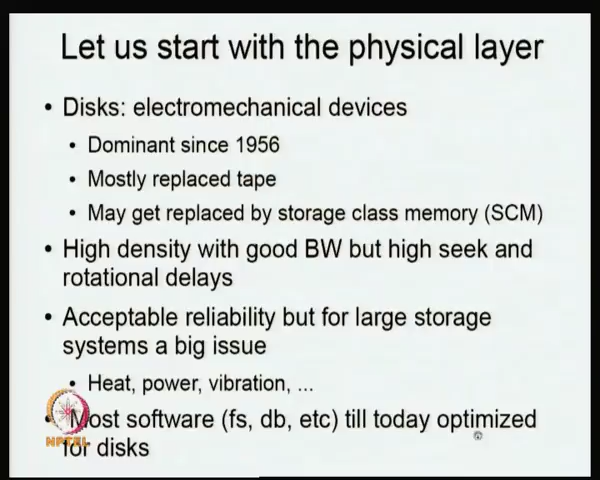 Let us start with the physical layer
• Disks: electromechanical devices
• Dominant since 1956
• Mostly replaced tape
• May get replaced by storage class memory (SCM)
• High density with good BW but high seek and
rotational delays
• Acceptable reliability but for large storage
systems a big issue
• Heat, power, vibration, ...
• Most software (fs, db, etc) till today optimized
for disks
NPTEL